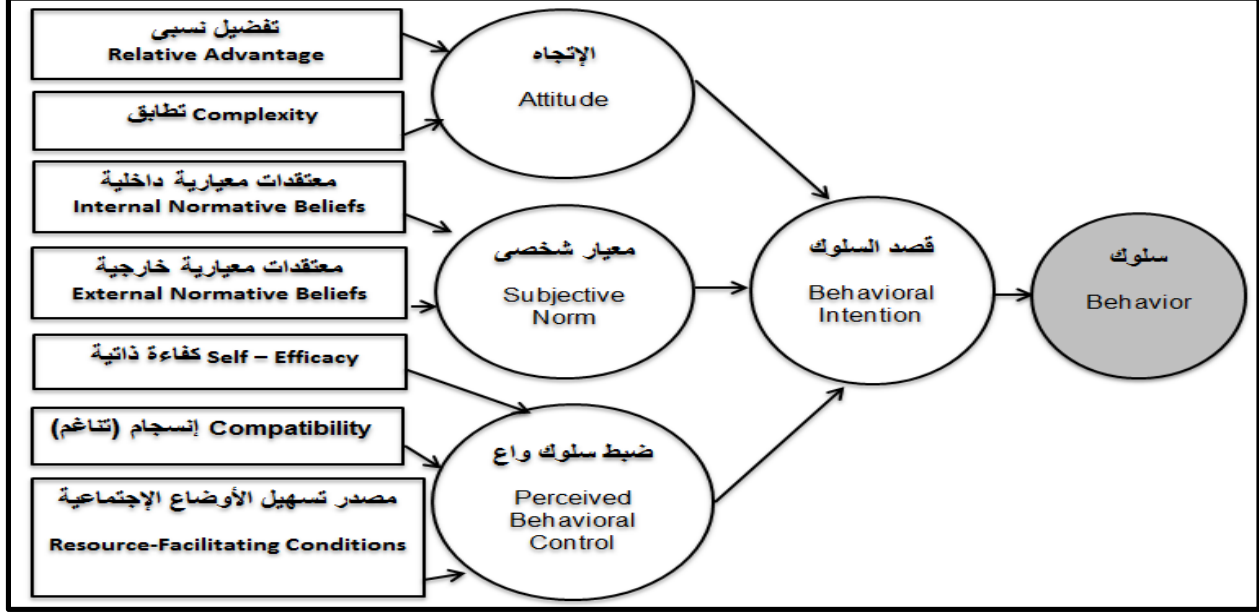 تفضيل نسبى
Relative Advantage
تطابق Complexity
معتقدات معيارية داخلية
Internal Normative Beliefs
معتقدات معيارية خارجية
External Normative Beliefs
كفاءة ذاتية Self – Efficacy
إنسجام (تناغم) Compatibility
مصدر تسهيل الأوضاع الإجتماعية
Resource-Facilitating Conditions
الإتجاه
Attitude
معيار شخصى
Subjective
Norm
ضبط سلوك واع
Perceived
Behavioral
Control
قصد السلوك
Behavioral
Intention
سلوك
Behavior